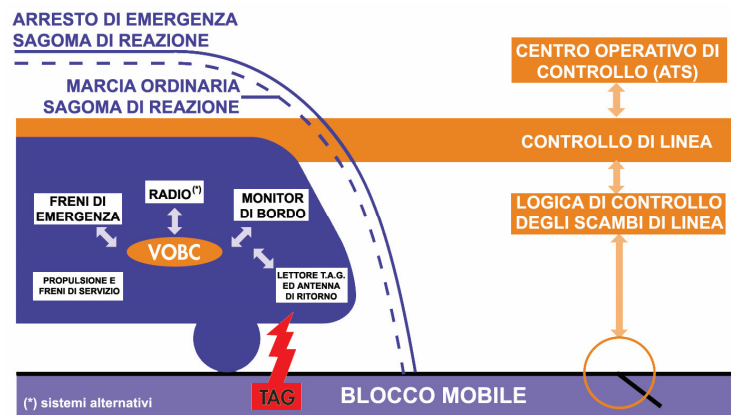 ARRESTO DI EMERGENZA
SAGOMA DI REAZIONE
MARCIA ORDINARIA
SAGOMA DI REAZIONE
CENTRO OPERATIVO DI
CONTROLLO (ATS)
CONTROLLO DI LINEA
LOGICA DI CONTROLLO
DEGLI SCAMBI DI LINEA
FRENI DI
EMERGENZA
RADIO(*)
MONITOR
DI BORDO
VOBC
PROPULSIONE E
FRENI DI SERVIZIO
LETTORE T.A.G.
ED ANTENNA
DI RITORNO
TAG
BLOCCO MOBILE
(*) sistemi alternativi